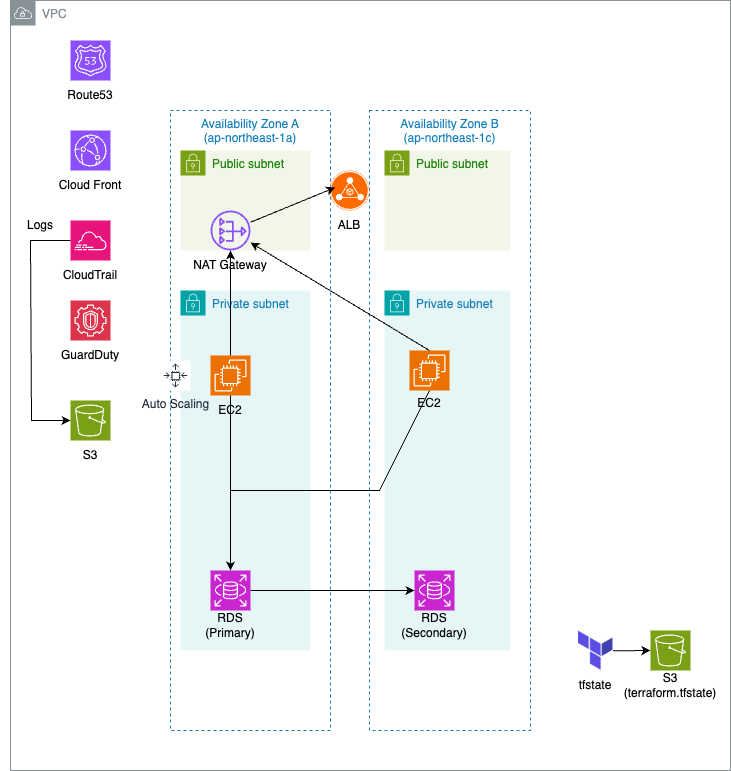 VPC
53
Route53
Cloud Front
Logs
CloudTrail
GuardDuty
S3
Availability Zone A
(ap-northeast-1a)
Public subnet
NAT Gateway
Private subnet
Auto Scaling
EC2
RDS
(Primary)
ALB
Availability Zone B
(ap-northeast-1c)
Public subnet
Private subnet
EC2
RDS
(Secondary)
tfstate
S3
(terraform.tfstate)